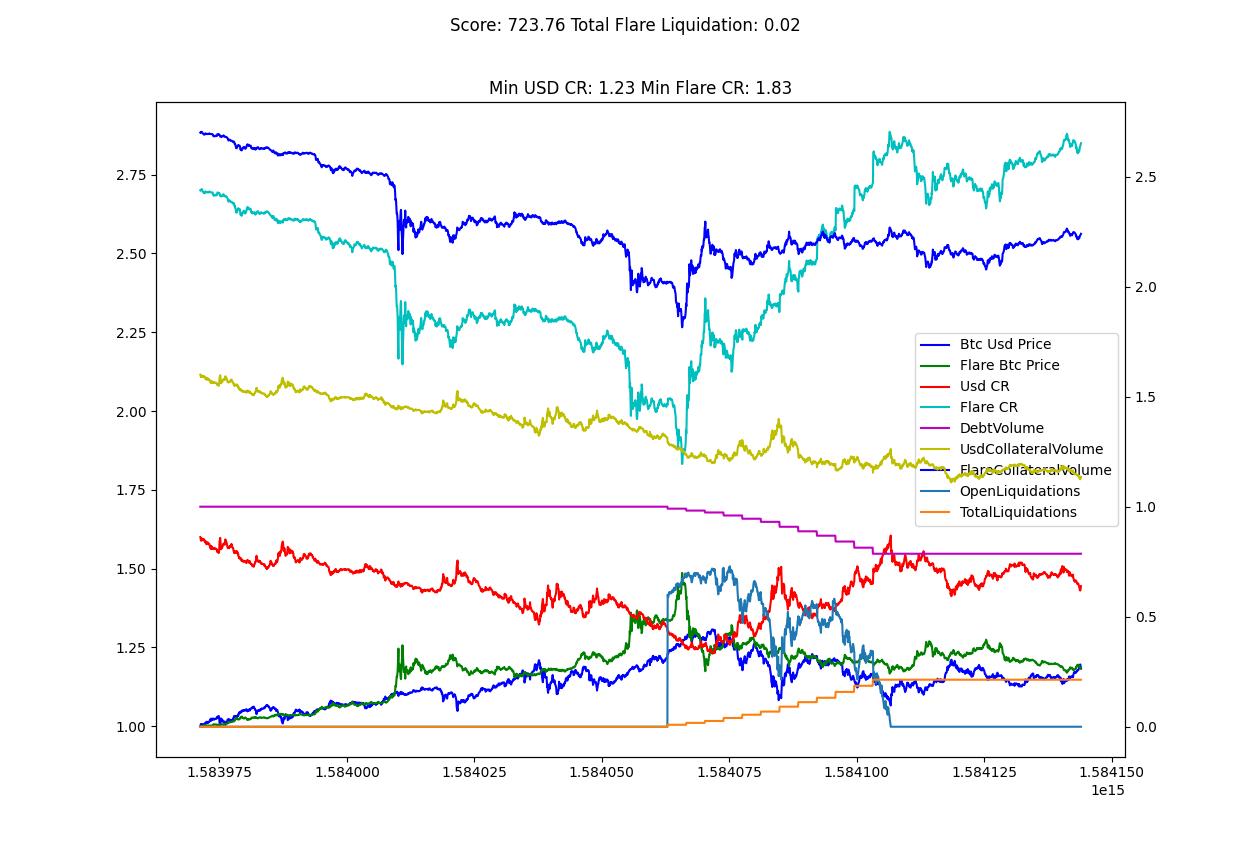 Score: 723.76 Total Flare Liquidation: 0.02
Min USD CR: 1.23 Min Flare CR: 1.83
2.75
2.50
2.25
2.00
1.75
1.50
1.25
1.00
2.5
2.0
1.5
1.0
0.5
0.0
Btc Usd Price
Flare Btc Price
Usd CR
Flare CR
DebtVolume
UsdCollateralVolume
FlareCollateralVolume
OpenLiquidations
TotalLiquidations
1.583975 1.584000 1.584025 1.584050 1.584075 1.584100 1.584125 1.584150
1e15